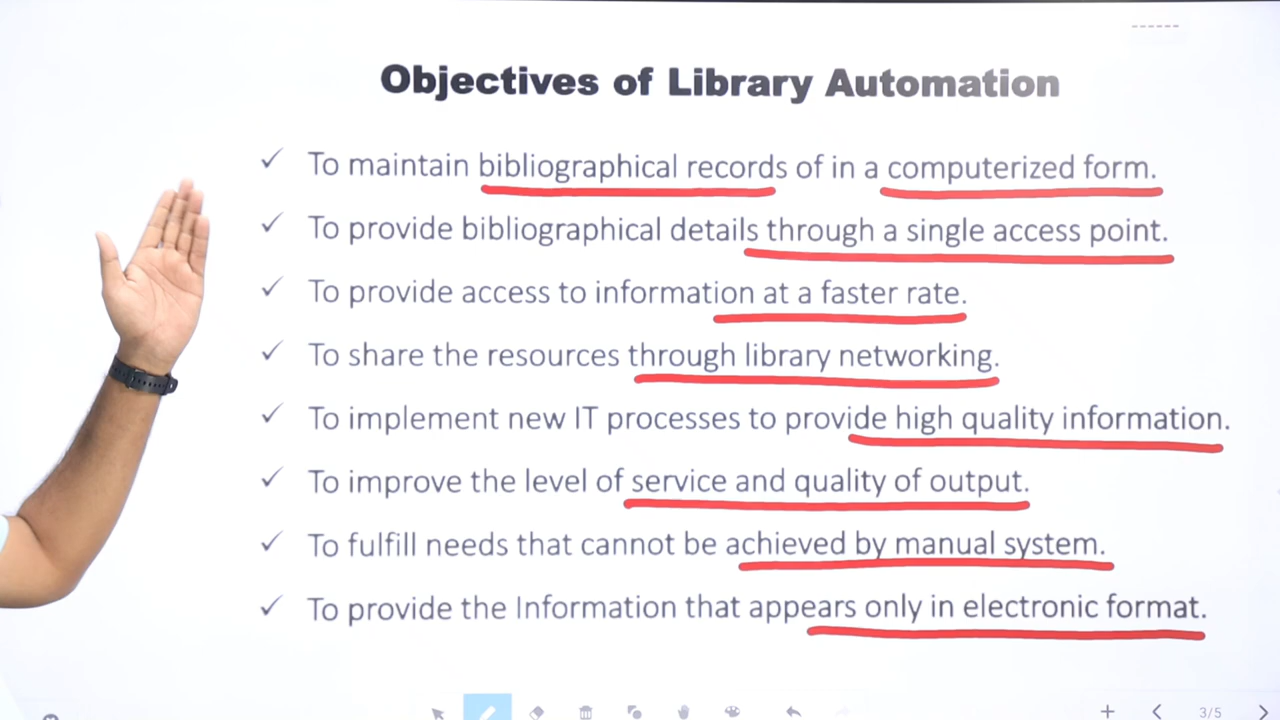 Objectives of Library Automation
✓ To maintain bibliographical records of in a computerized form.
✓ To provide bibliographical details through a single access point.
✓ To provide access to information at a faster rate.
✓ To share the resources through library networking.
✓ To implement new IT processes to provide high quality information.
✓ To improve the level of service and quality of output.
✓ To fulfill needs that cannot be achieved by manual system.
✓ To provide the Information that appears only in electronic format.
3/5